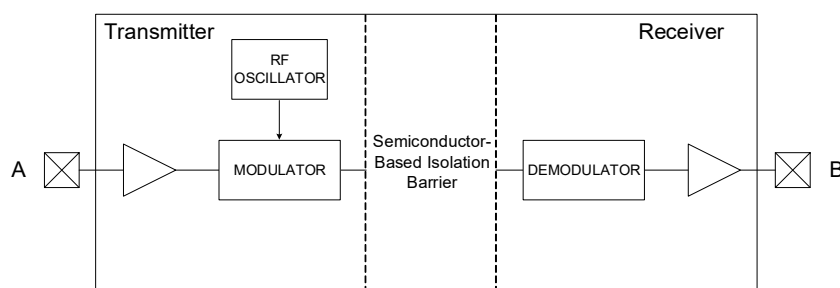 Transmitter
Receiver
RF
OSCILLATOR
A
MODULATOR
Semiconductor-
Based Isolation
Barrier
DEMODULATOR
B